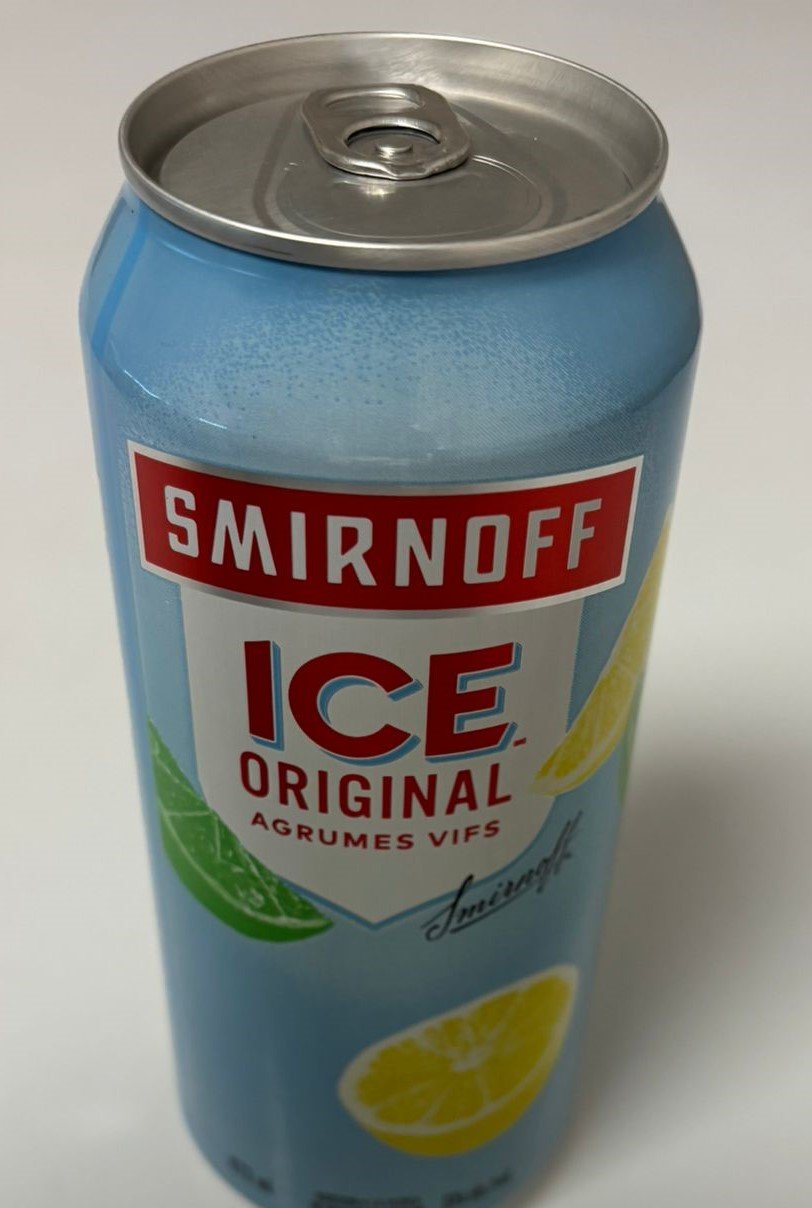 SMIRNOFF
ICE
ORIGINAL
AGRUMES VIFS
Smirnoff